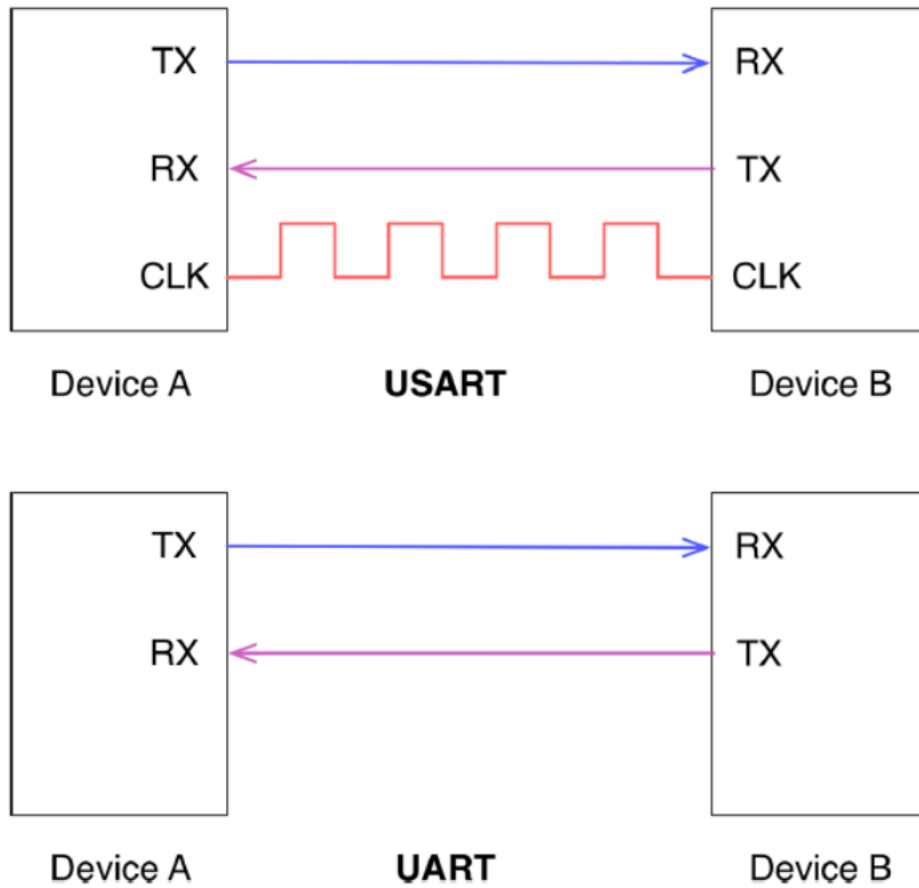 TX RX
RX TX
CLK CLK
Device A USART Device B
TX RX
RX TX
Device A UART Device B